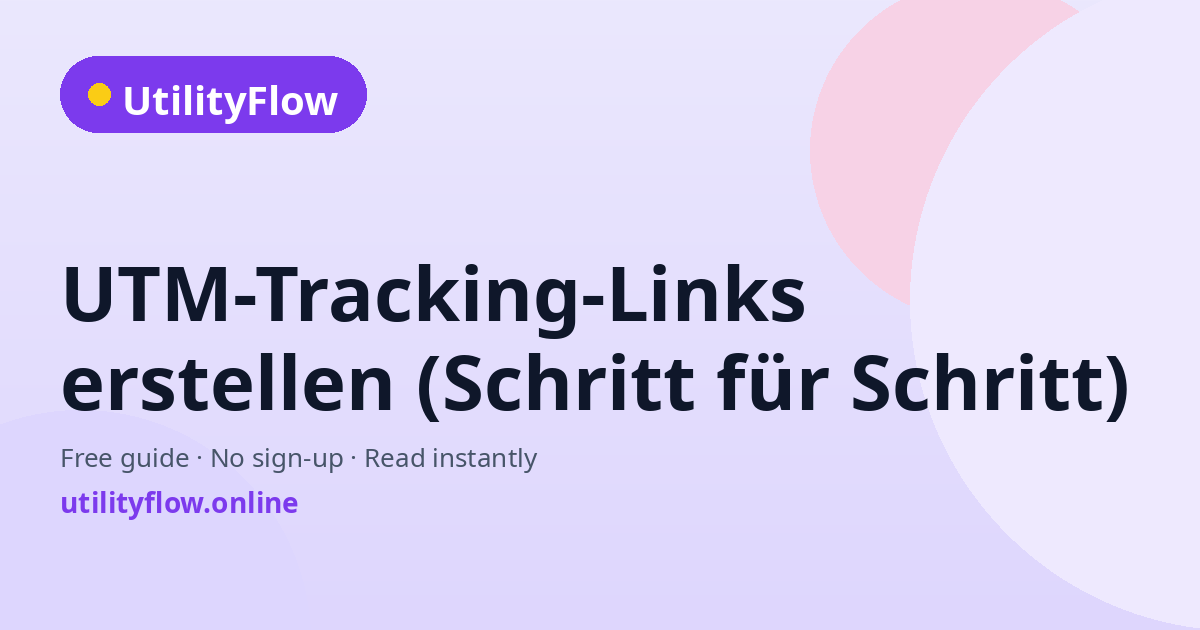 UtilityFlow
UTM-Tracking-Links
erstellen (Schritt für Schritt)
Free guide · No sign-up · Read instantly
utilityflow.online